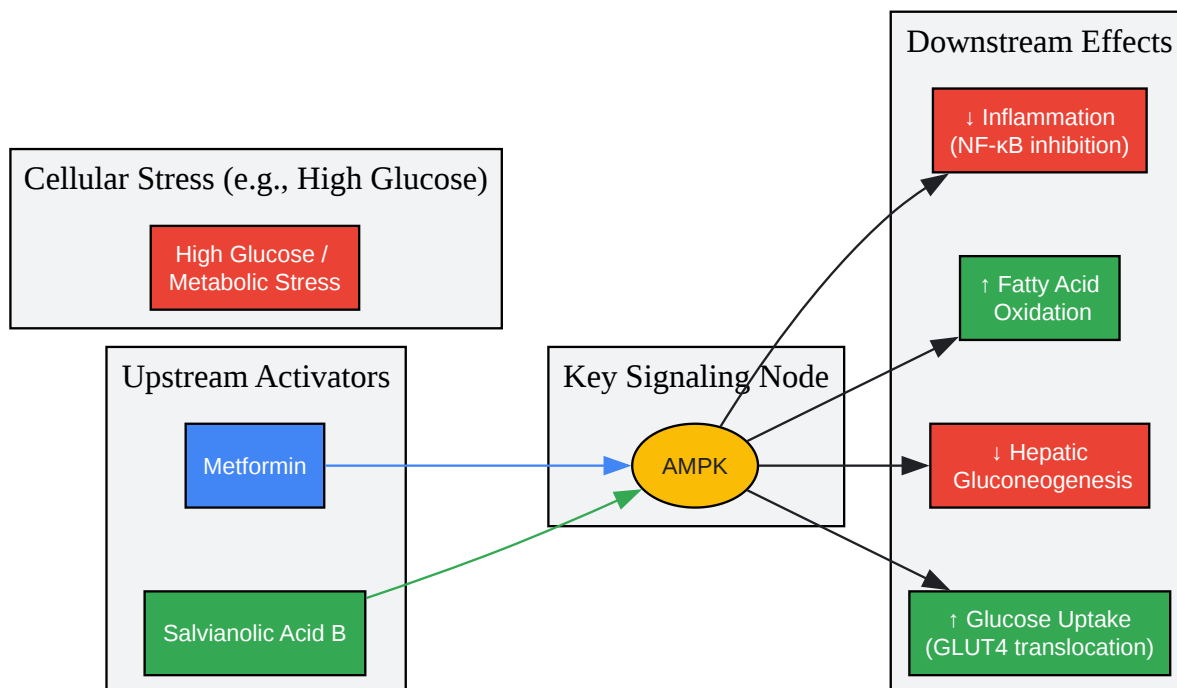 Cellular Stress (e.g., High Glucose)
High Glucose /
Metabolic Stress
Upstream Activators
Metformin
Salvianolic Acid B
Key Signaling Node
AMPK
Downstream Effects
↓ Inflammation
(NF-κB inhibition)
↑ Fatty Acid
Oxidation
↓ Hepatic
Gluconeogenesis
↑ Glucose Uptake
(GLUT4 translocation)